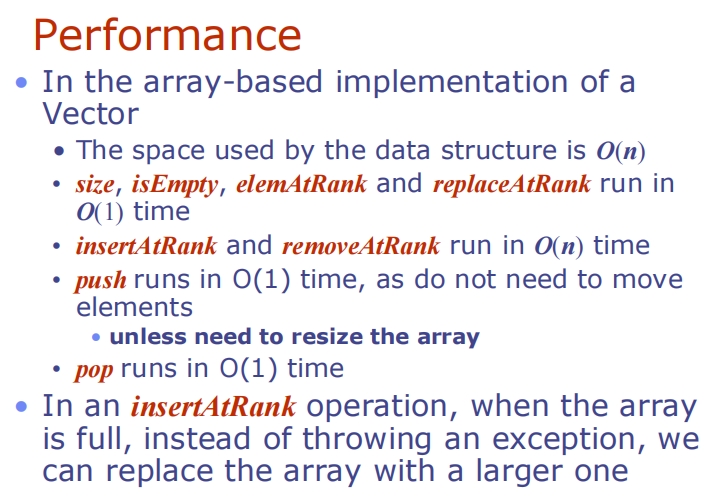 Performance
• In the array-based implementation of a
Vector
• The space used by the data structure is O(n)
• size, isEmpty, elemAtRank and replaceAtRank run in
O(1) time
• insertAtRank and removeAtRank run in O(n) time
• push runs in O(1) time, as do not need to move
elements
• unless need to resize the array
• pop runs in O(1) time
• In an insertAtRank operation, when the array
is full, instead of throwing an exception, we
can replace the array with a larger one